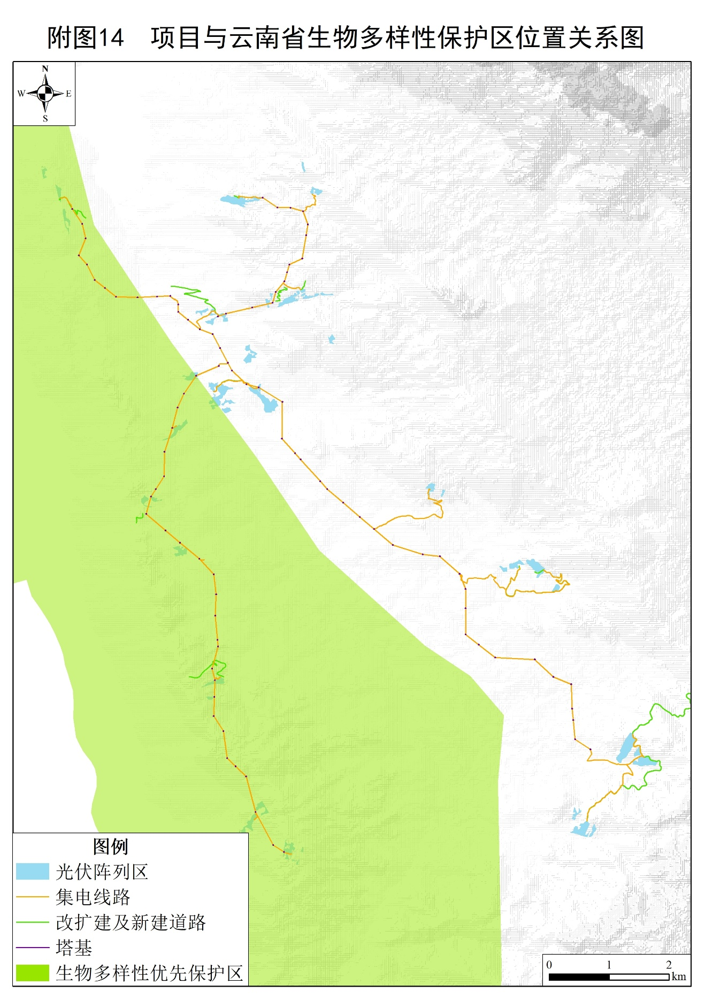 附图14 项目与云南省生物多样性保护区位置关系图
N
W E
S
图例
光伏阵列区
集电线路
改扩建及新建道路
塔基
生物多样性优先保护区
0 1 2
km